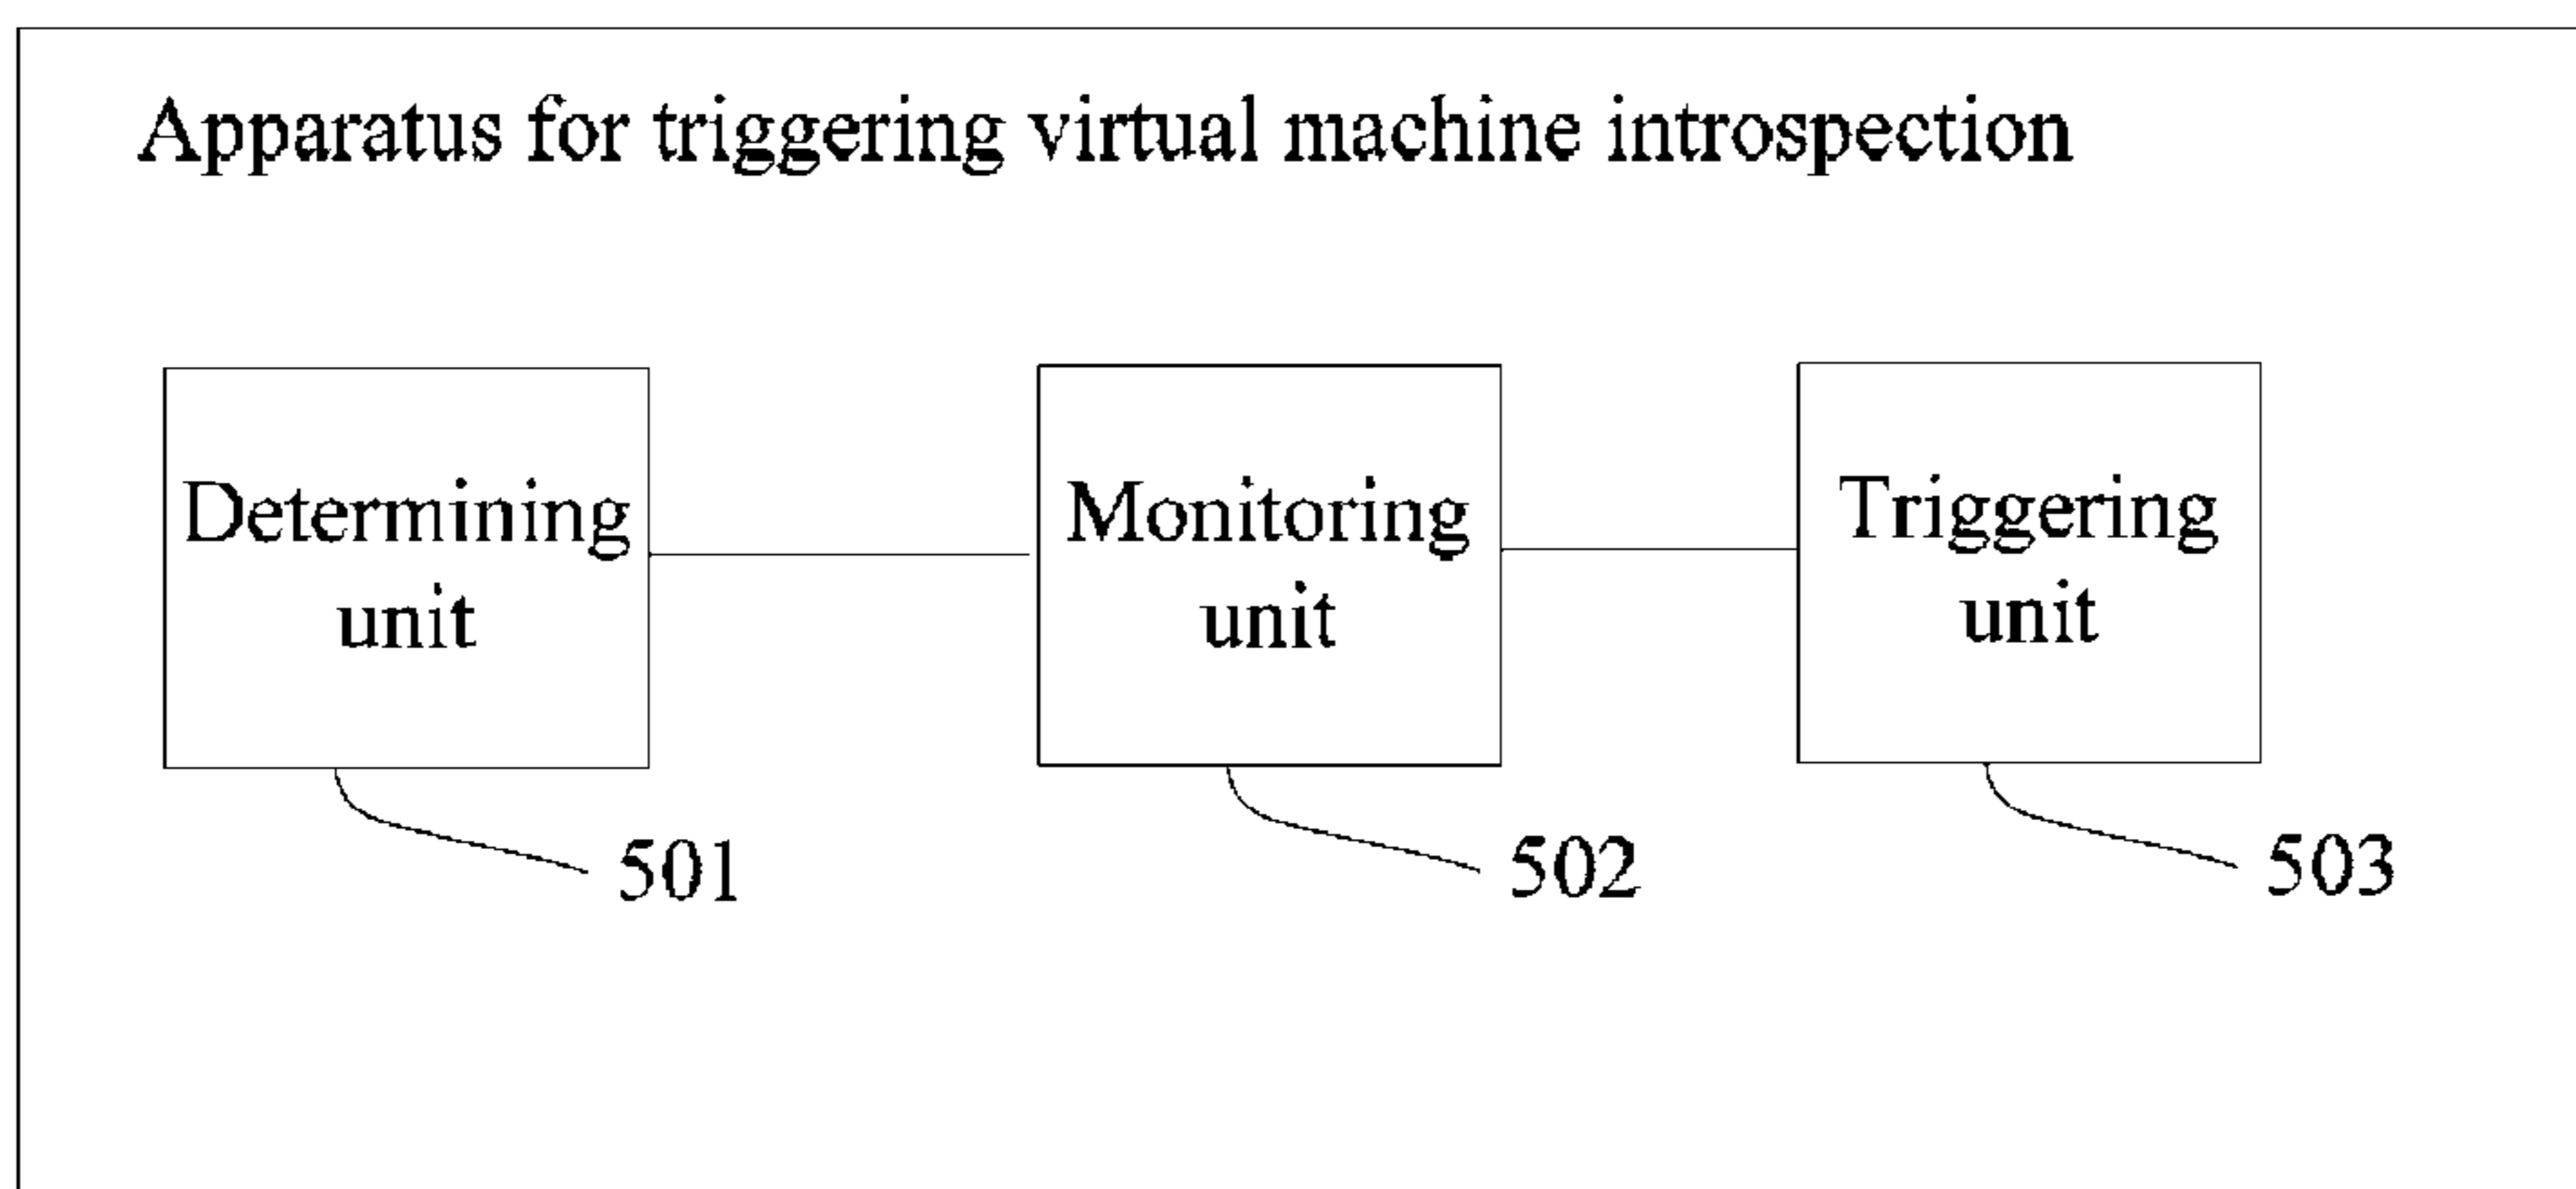 Apparatus for triggering virtual machine introspection
Determining
unit
Monitoring
unit
Triggering
unit
501
502
503